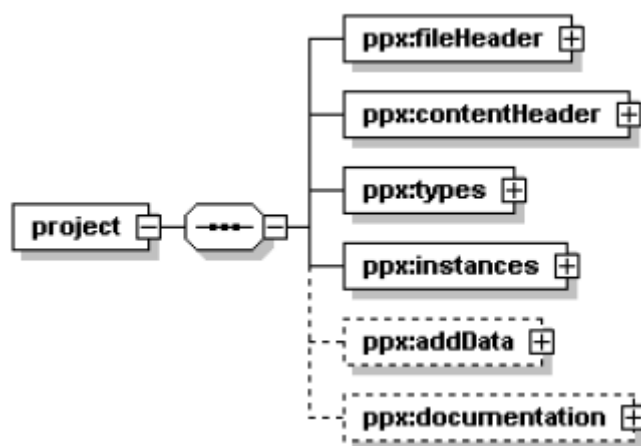 ppx:fileHeader
ppx:contentHeader
ppx:types
project
ppx:instances
ppx:addData
ppx:documentation